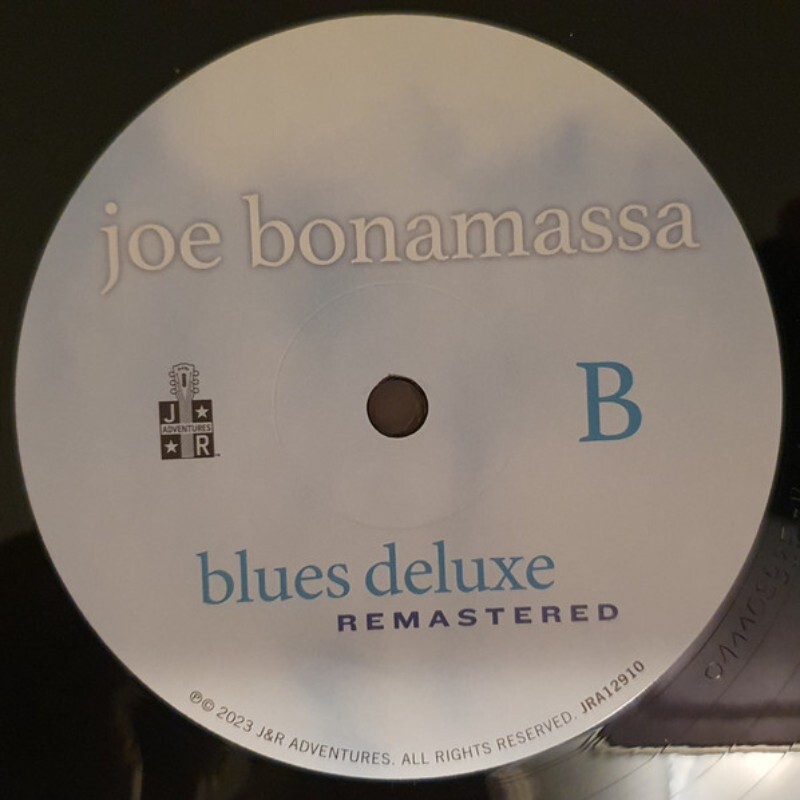 joe bonamassa
J
ADVENTURES
R
B
blues deluxe
REMASTERED
℗© 2023 J&R ADVENTURES. ALL RIGHTS RESERVED. JRA12910